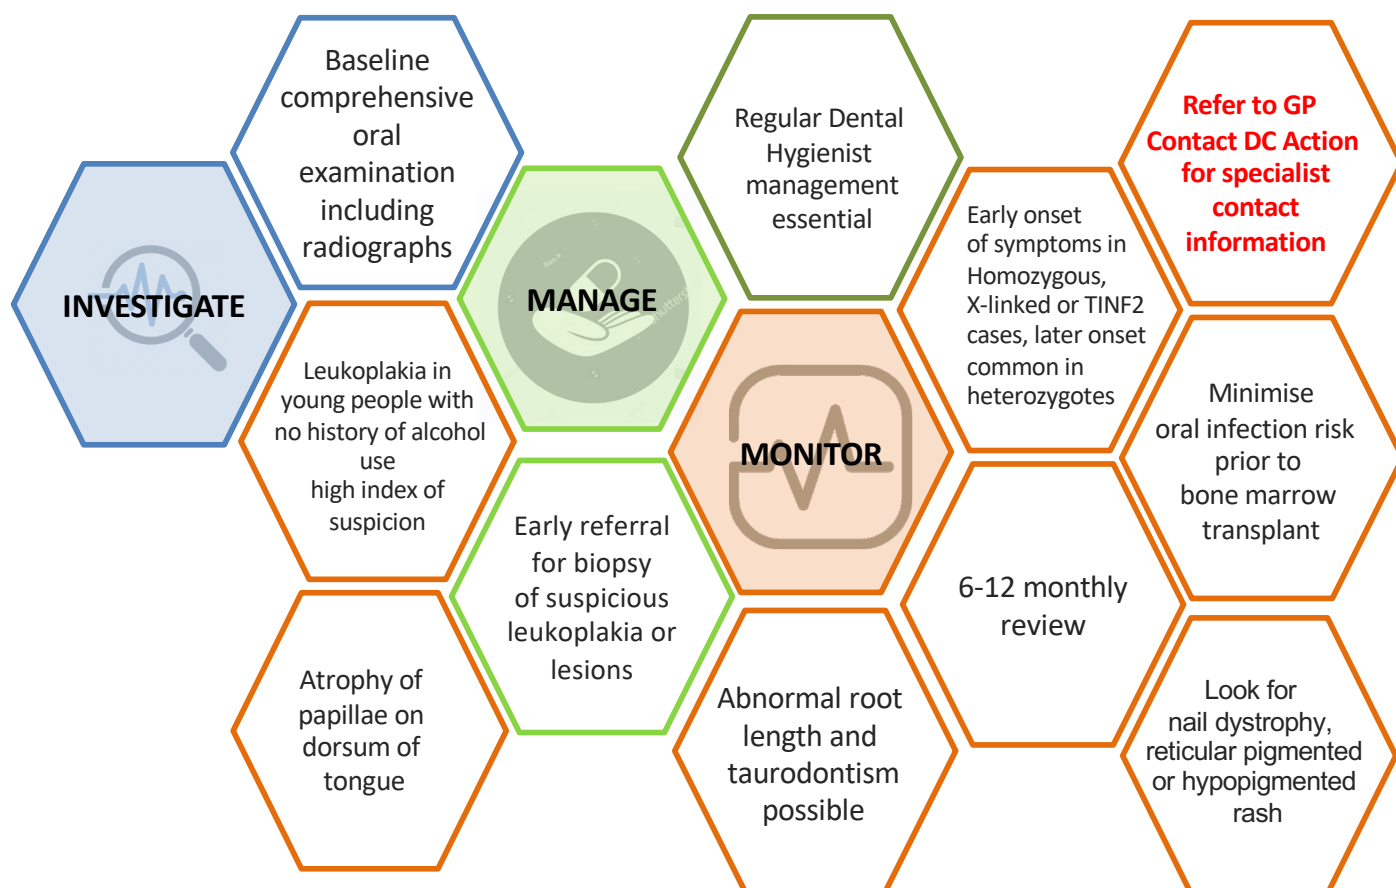 Baseline
comprehensive
oral
examination
including
radiographs
INVESTIGATE
Leukoplakia in
young people with
no history of alcohol
use
high index of
suspicion
Atrophy of
papillae on
dorsum of
tongue
MANAGE
Early referral
for biopsy
of suspicious
leukoplakia or
lesions
Regular Dental
Hygienist
management
essential
MONITOR
Abnormal root
length and
taurodontism
possible
Early onset
of symptoms in
Homozygous,
X-linked or TINF2
cases, later onset
common in
heterozygotes
6-12 monthly
review
Refer to GP
Contact DC Action
for specialist
contact
information
Minimise
oral infection risk
prior to
bone marrow
transplant
Look for
nail dystrophy,
reticular pigmented
or hypopigmented
rash